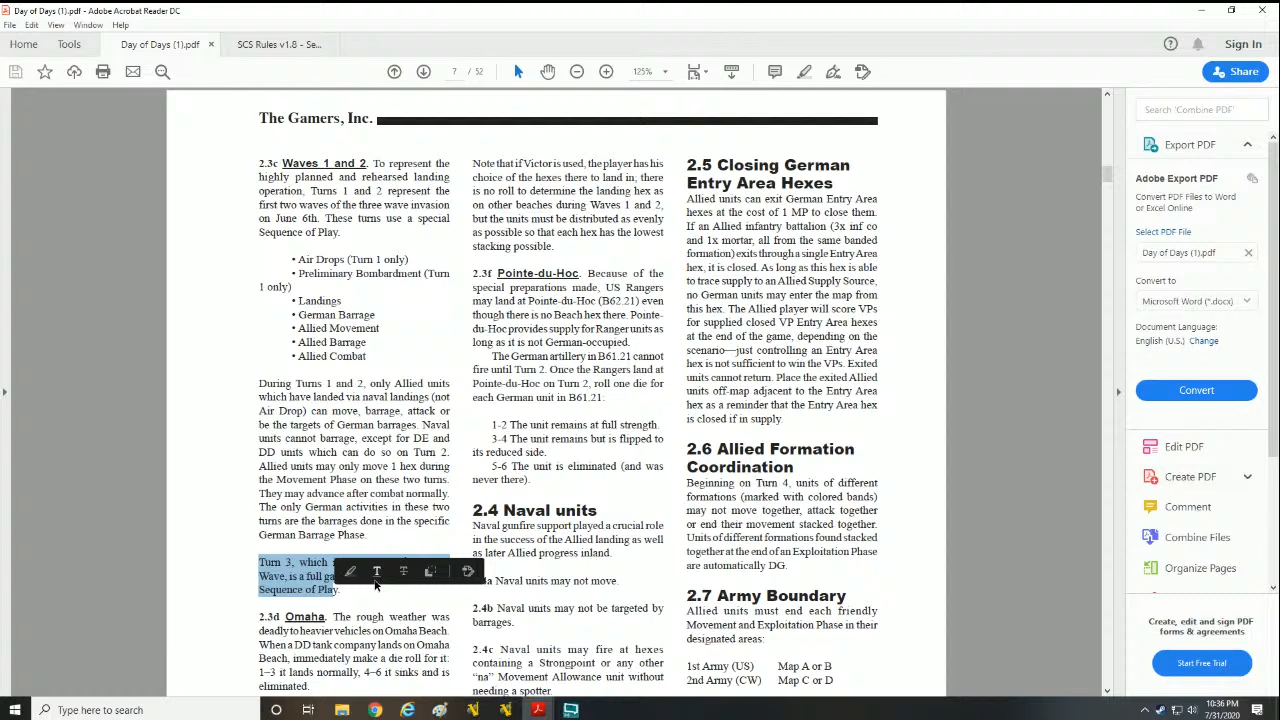 Day of Days (1).pdf - Adobe Acrobat Reader DC
File Edit View Window Help
Home Tools Day of Days (1).pdf × SCS Rules v1.8 - Se... Sign In
7 / 52 125% Share
The Gamers, Inc.
2.3c Waves 1 and 2. To represent the
highly planned and rehearsed landing
operation, Turns 1 and 2 represent the
first two waves of the three wave invasion
on June 6th. These turns use a special
Sequence of Play.
• Air Drops (Turn 1 only)
• Preliminary Bombardment (Turn
1 only)
• Landings
• German Barrage
• Allied Movement
• Allied Barrage
• Allied Combat
During Turns 1 and 2, only Allied units
which have landed via naval landings (not
Air Drop) can move, barrage, attack or
be the targets of German barrages. Naval
units cannot barrage, except for DE and
DD units which can do so on Turn 2.
Allied units may only move 1 hex during
the Movement Phase on these two turns.
They may advance after combat normally.
The only German activities in these two
turns are the barrages done in the specific
German Barrage Phase.
Turn 3, which
Wave, is a full
Sequence of Play.
2.3d Omaha. The rough weather was
deadly to heavier vehicles on Omaha Beach.
When a DD tank company lands on Omaha
Beach, immediately make a die roll for it:
1–3 it lands normally, 4–6 it sinks and is
eliminated.
Note that if Victor is used, the player has his
choice of the hexes there to land in; there
is no roll to determine the landing hex as
on other beaches during Waves 1 and 2,
but the units must be distributed as evenly
as possible so that each hex has the lowest
stacking possible.
2.3f Pointe-du-Hoc. Because of the
special preparations made, US Rangers
may land at Pointe-du-Hoc (B62.21) even
though there is no Beach hex there. Pointe-
du-Hoc provides supply for Ranger units as
long as it is not German-occupied.
The German artillery in B61.21 cannot
fire until Turn 2. Once the Rangers land at
Pointe-du-Hoc on Turn 2, roll one die for
each German unit in B61.21:
1-2 The unit remains at full strength.
3-4 The unit remains but is flipped to
its reduced side.
5-6 The unit is eliminated (and was
never there).
2.4 Naval units
Naval gunfire support played a crucial role
in the success of the Allied landing as well
as later Allied progress inland.
Naval units may not move.
2.4b Naval units may not be targeted by
barrages.
2.4c Naval units may fire at hexes
containing a Strongpoint or any other
“na” Movement Allowance unit without
needing a spotter.
2.5 Closing German
Entry Area Hexes
Allied units can exit German Entry Area
hexes at the cost of 1 MP to close them.
If an Allied infantry battalion (3x inf co
and 1x mortar, all from the same banded
formation) exits through a single Entry Area
hex, it is closed. As long as this hex is able
to trace supply to an Allied Supply Source,
no German units may enter the map from
this hex. The Allied player will score VPs
for supplied closed VP Entry Area hexes
at the end of the game, depending on the
scenario—just controlling an Entry Area
hex is not sufficient to win the VPs. Exited
units cannot return. Place the exited Allied
units off-map adjacent to the Entry Area
hex as a reminder that the Entry Area hex
is closed if in supply.
2.6 Allied Formation
Coordination
Beginning on Turn 4, units of different
formations (marked with colored bands)
may not move together, attack together
or end their movement stacked together.
Units of different formations found stacked
together at the end of an Exploitation Phase
are automatically DG.
2.7 Army Boundary
Allied units must end each friendly
Movement and Exploitation Phase in their
designated areas:
1st Army (US) Map A or B
2nd Army (CW) Map C or D
Search 'Combine PDF'
Export PDF
Adobe Export PDF
Convert PDF Files to Word
or Excel Online
Select PDF File
Day of Days (1).pdf
Convert to
Microsoft Word (*.docx)
Document Language:
English (U.S.) Change
Convert
Edit PDF
Create PDF
Comment
Combine Files
Organize Pages
Create, edit and sign PDF
forms & agreements
Start Free Trial
Type here to search
10:36 PM
7/31/2020